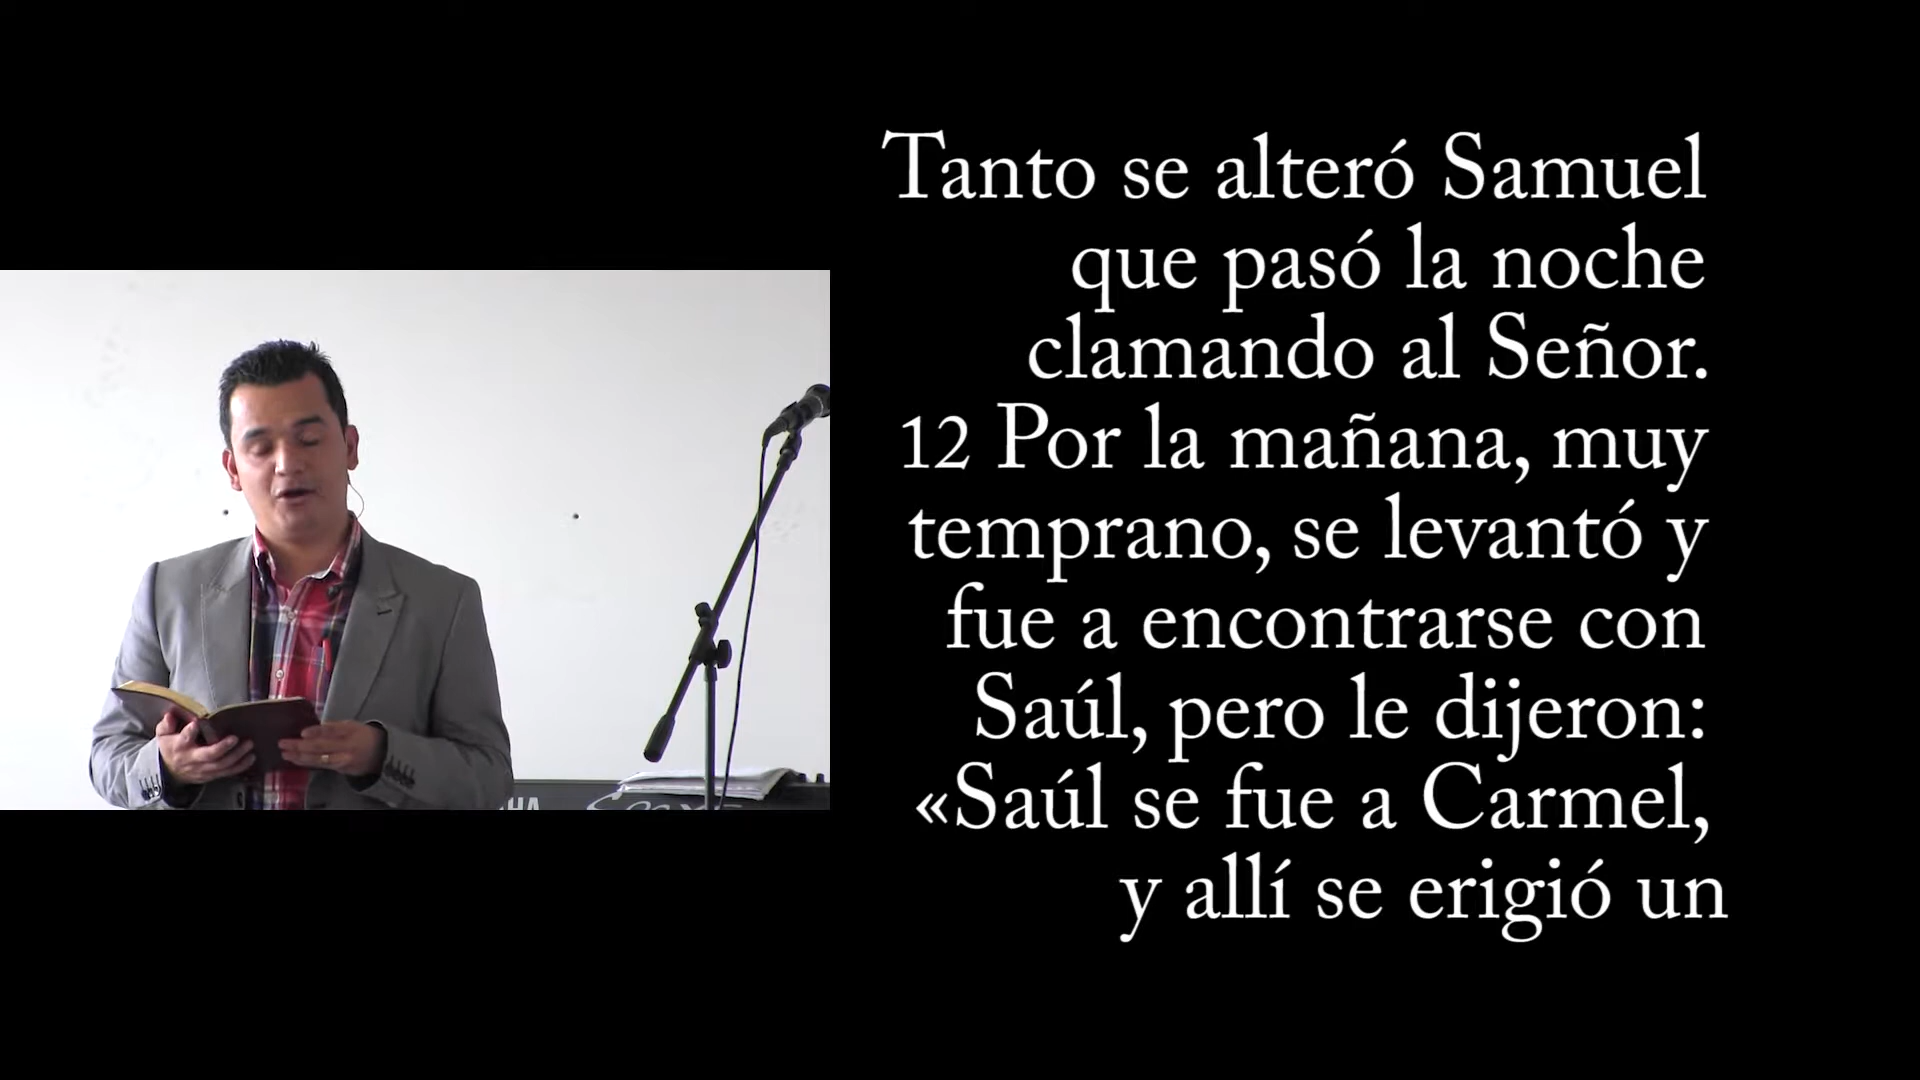 Tanto se alteró Samuel
que pasó la noche
clamando al Señor.
12 Por la mañana, muy
temprano, se levantó y
fue a encontrarse con
Saúl, pero le dijeron:
«Saúl se fue a Carmel,
y allí se erigió un